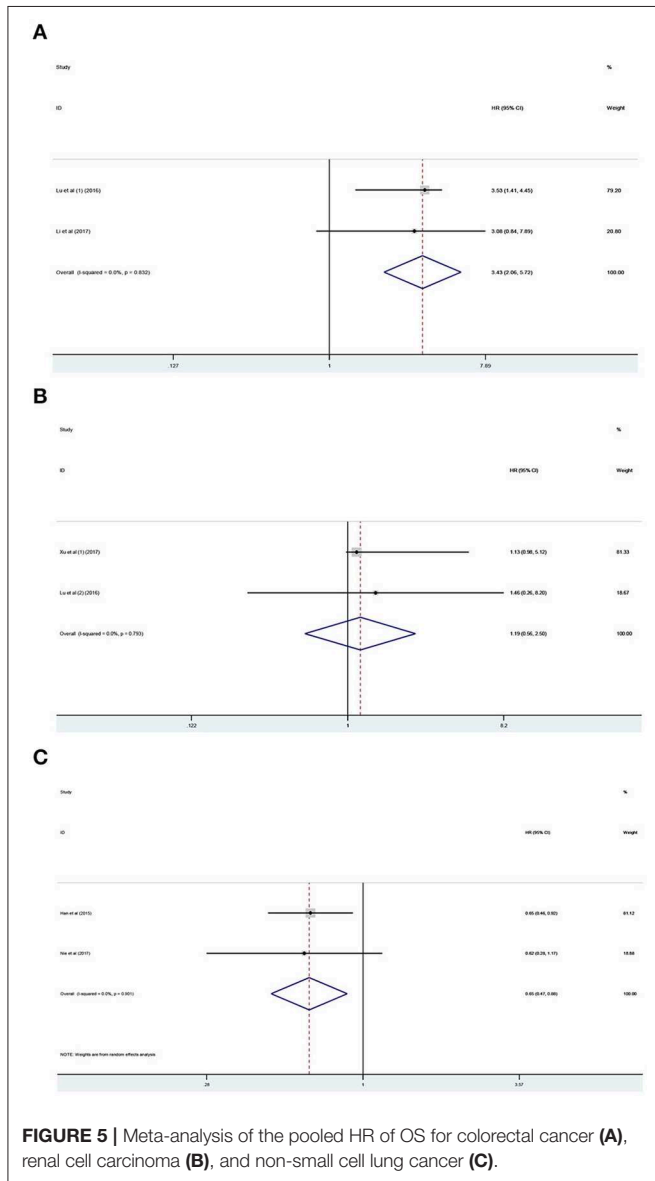 A
Study %
ID HR (95% CI) Weight
Lu et al (1) (2016) 3.53 (1.41, 4.45) 79.20
Li et al (2017) 3.08 (0.84, 7.89) 20.80
Overall (I-squared = 0.0%, p = 0.832) 3.43 (2.06, 5.72) 100.00
.127 1 7.89
B
Study %
ID HR (95% CI) Weight
Xu et al (1) (2017) 1.13 (0.98, 5.12) 81.33
Lu et al (2) (2016) 1.46 (0.26, 8.20) 18.67
Overall (I-squared = 0.0%, p = 0.793) 1.19 (0.56, 2.50) 100.00
.122 1 8.2
C
Study %
ID HR (95% CI) Weight
Han et al (2015) 0.65 (0.46, 0.92) 81.12
Nie et al (2017) 0.62 (0.28, 1.17) 18.88
Overall (I-squared = 0.0%, p = 0.901) 0.65 (0.47, 0.88) 100.00
NOTE: Weights are from random effects analysis
.28 1 3.57
FIGURE 5 | Meta-analysis of the pooled HR of OS for colorectal cancer (A),
renal cell carcinoma (B), and non-small cell lung cancer (C).